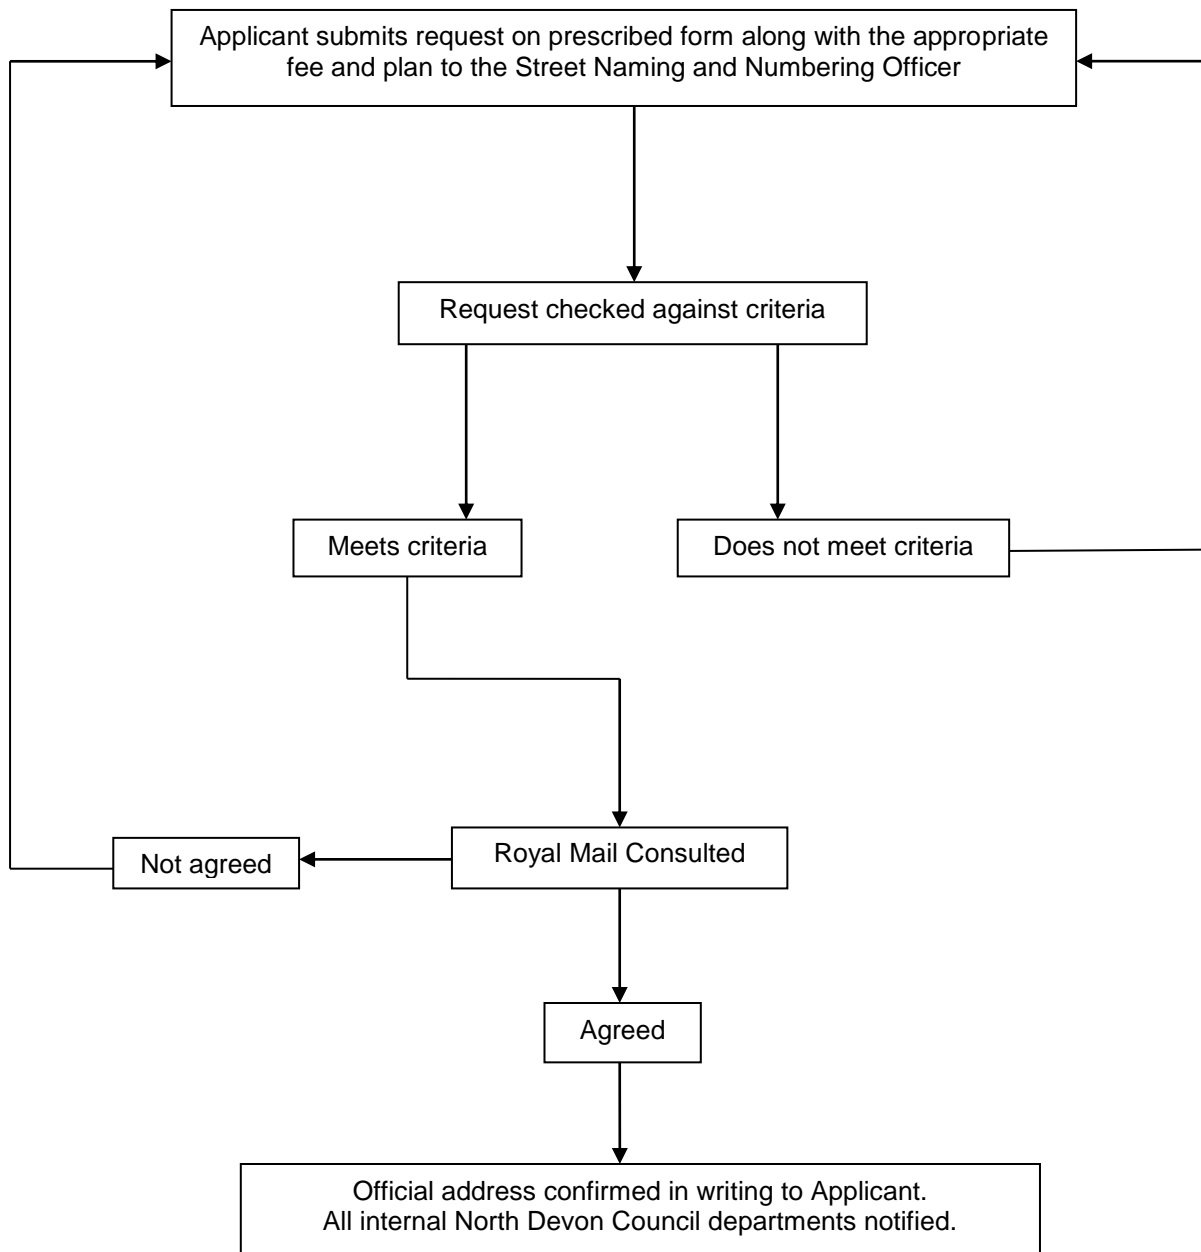 Applicant submits request on prescribed form along with the appropriate
fee and plan to the Street Naming and Numbering Officer
Request checked against criteria
Meets criteria
Does not meet criteria
Royal Mail Consulted
Not agreed
Agreed
Official address confirmed in writing to Applicant.
All internal North Devon Council departments notified.